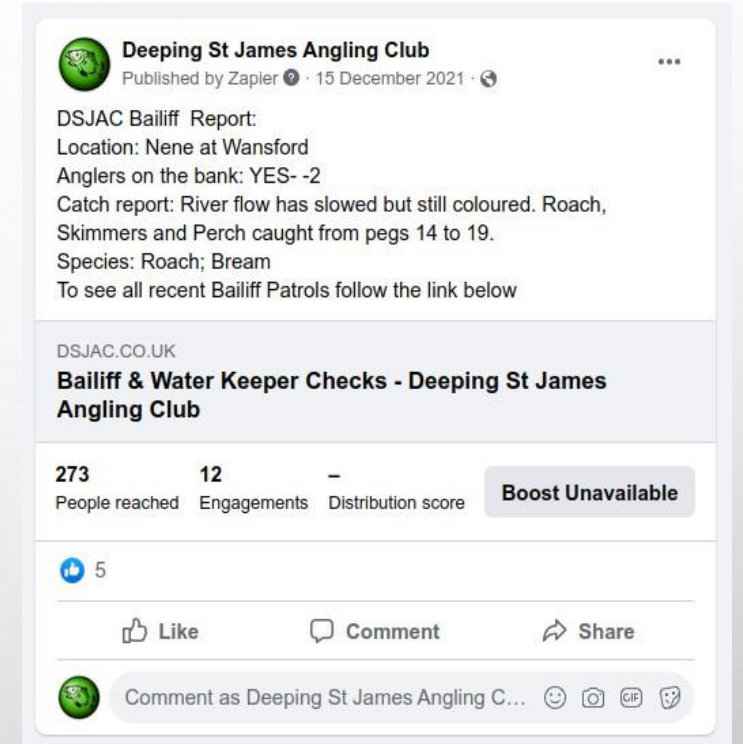 Deeping St James Angling Club
Published by Zapier ? · 15 December 2021 ·
DSJAC Bailiff Report:
Location: Nene at Wansford
Anglers on the bank: YES- -2
Catch report: River flow has slowed but still coloured. Roach,
Skimmers and Perch caught from pegs 14 to 19.
Species: Roach; Bream
To see all recent Bailiff Patrols follow the link below
DSJAC.CO.UK
Bailiff & Water Keeper Checks - Deeping St James
Angling Club
273 12 –
People reached Engagements Distribution score Boost Unavailable
5
Like Comment Share
Comment as Deeping St James Angling C... GIF